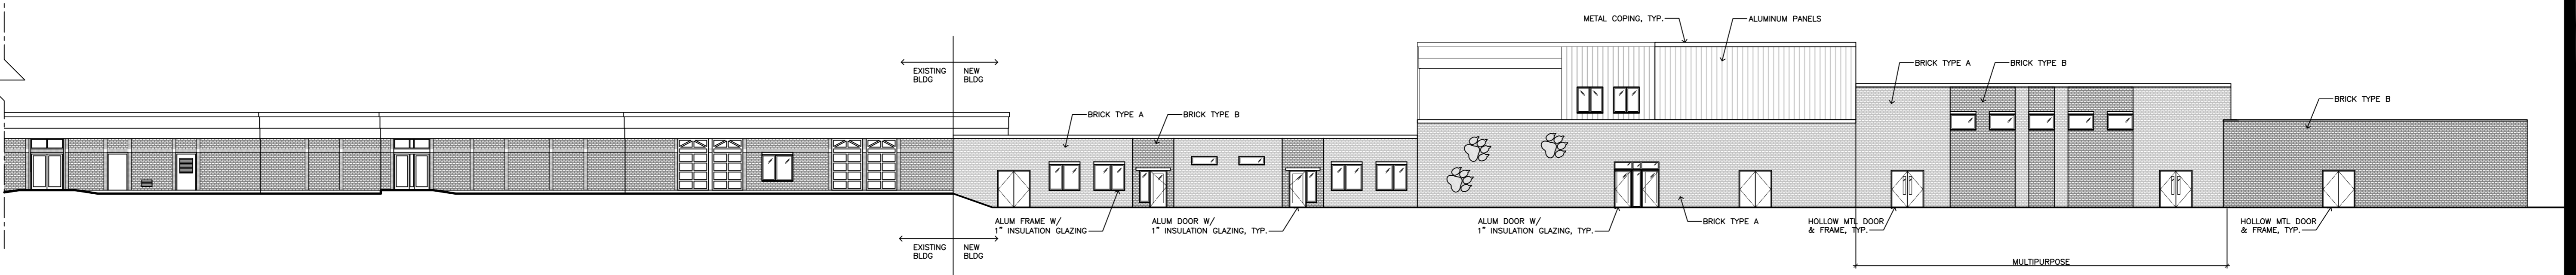 METAL COPING, TYP.
ALUMINUM PANELS
EXISTING
BLDG
NEW
BLDG
BRICK TYPE A
BRICK TYPE B
BRICK TYPE A
BRICK TYPE B
BRICK TYPE B
ALUM FRAME W/
1" INSULATION GLAZING
ALUM DOOR W/
1" INSULATION GLAZING, TYP.
ALUM DOOR W/
1" INSULATION GLAZING, TYP.
BRICK TYPE A
HOLLOW MTL DOOR
& FRAME, TYP.
HOLLOW MTL DOOR
& FRAME, TYP.
EXISTING
BLDG
NEW
BLDG
MULTIPURPOSE